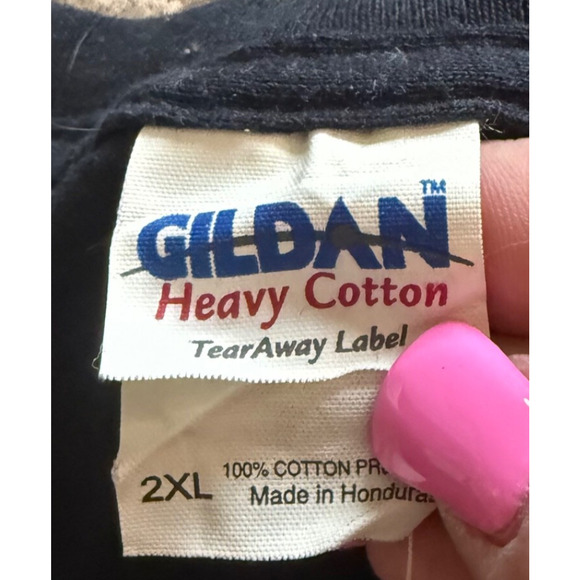 GILDAN™
Heavy Cotton
TearAway Label
2XL
100% COTTON
Made in